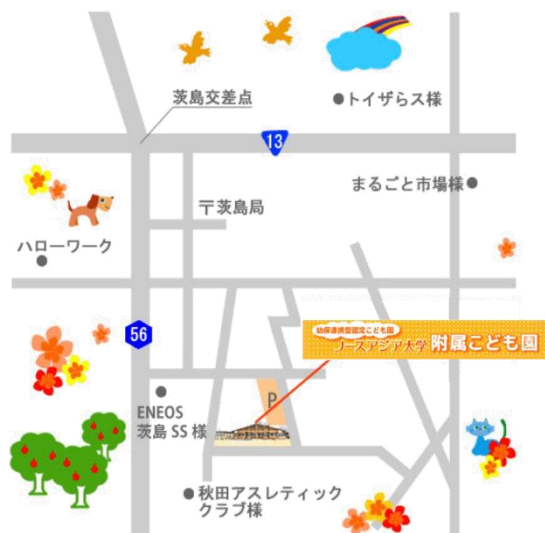 茨島交差点
トイザらス様
13
まるごと市場様
〒茨島局
ハローワーク
幼保連携型認定こども園
ノースアジア大学 附属こども園
56
P
ENEOS
茨島 SS 様
秋田アスレティック
クラブ様